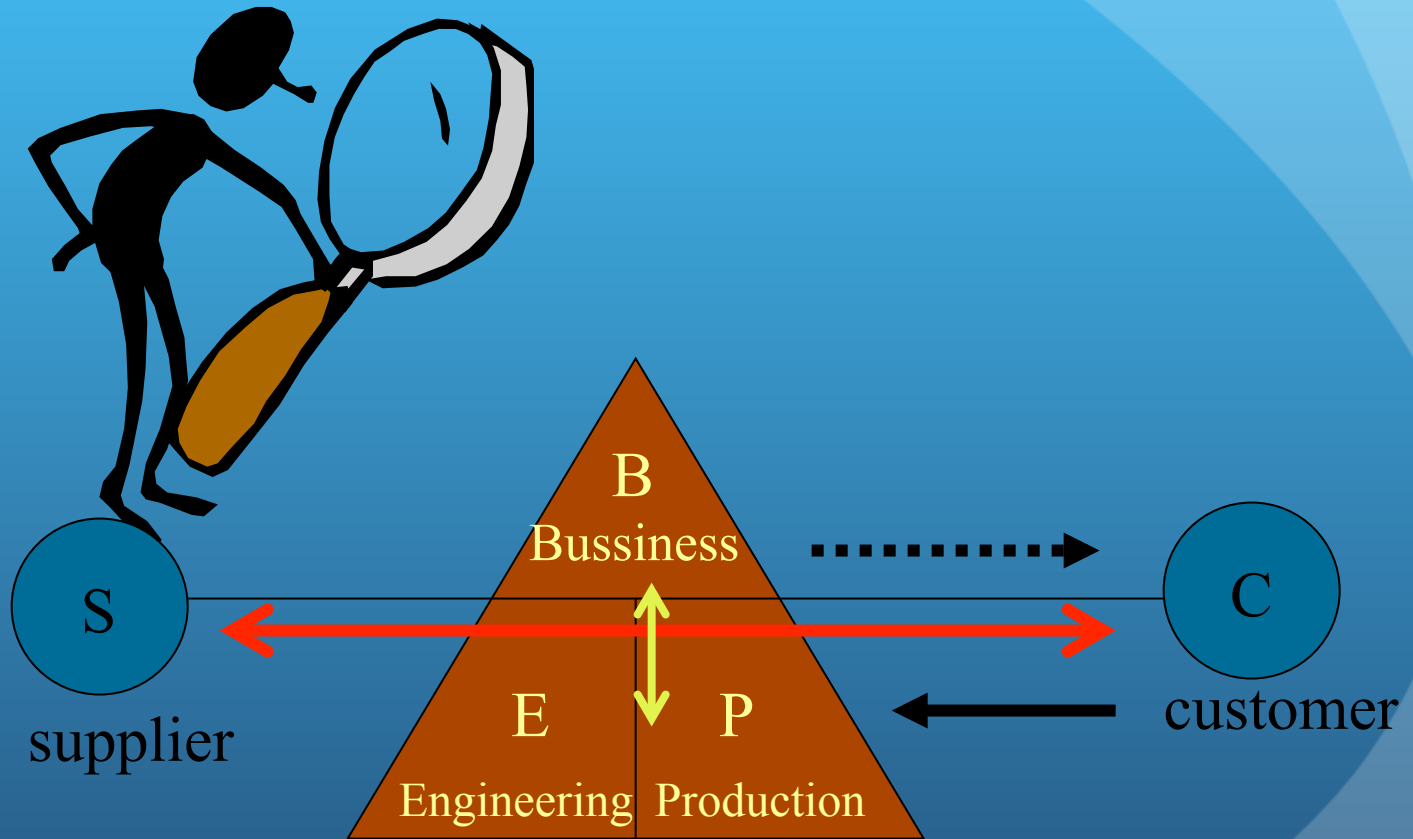 B
Bussiness
S
C
supplier
customer
E
P
Engineering
Production